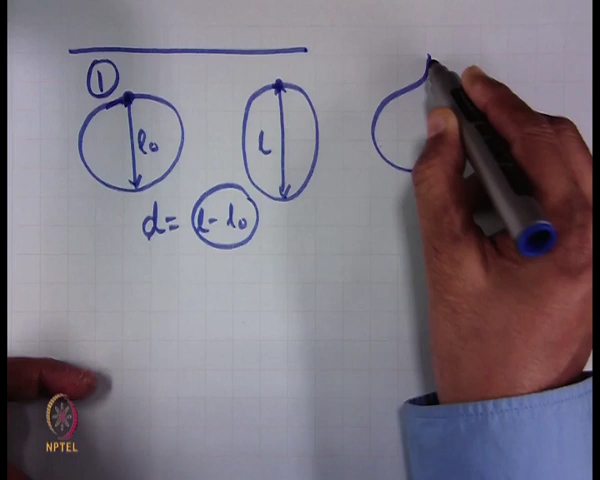 ①
l₀
l
d = l - l₀
NPTEL